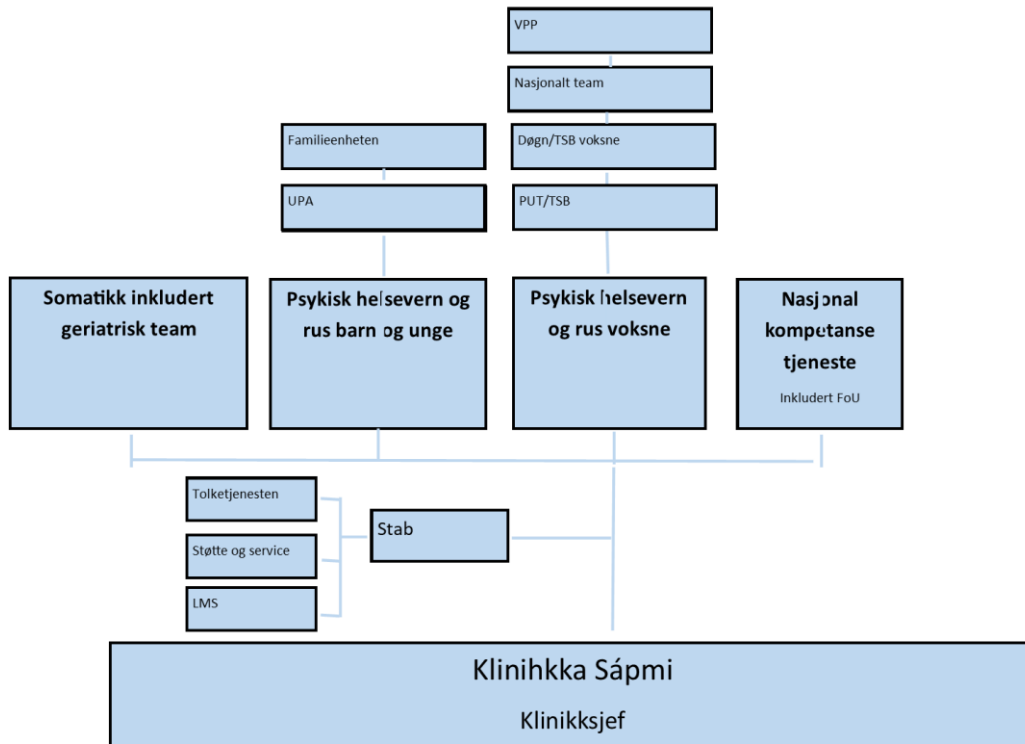 VPP
Nasjonalt team
Familieenheten
Døgn/TSB voksne
UPA
PUT/TSB
Somatikk inkludert
geriatrisk team
Psykisk helsevern og
rus barn og unge
Psykisk helsevern
og rus voksne
Nasjonal
kompetanse
tjeneste
Inkludert FoU
Tolketjenesten
Stab
Støtte og service
LMS
Klinihkka Sápmi
Klinikksjef